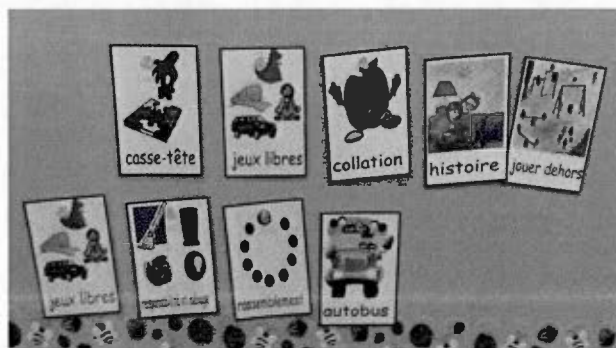 casse-tête
jeux libres
collation
histoire
jouer dehors
jeux libres
rassemblement
autobus